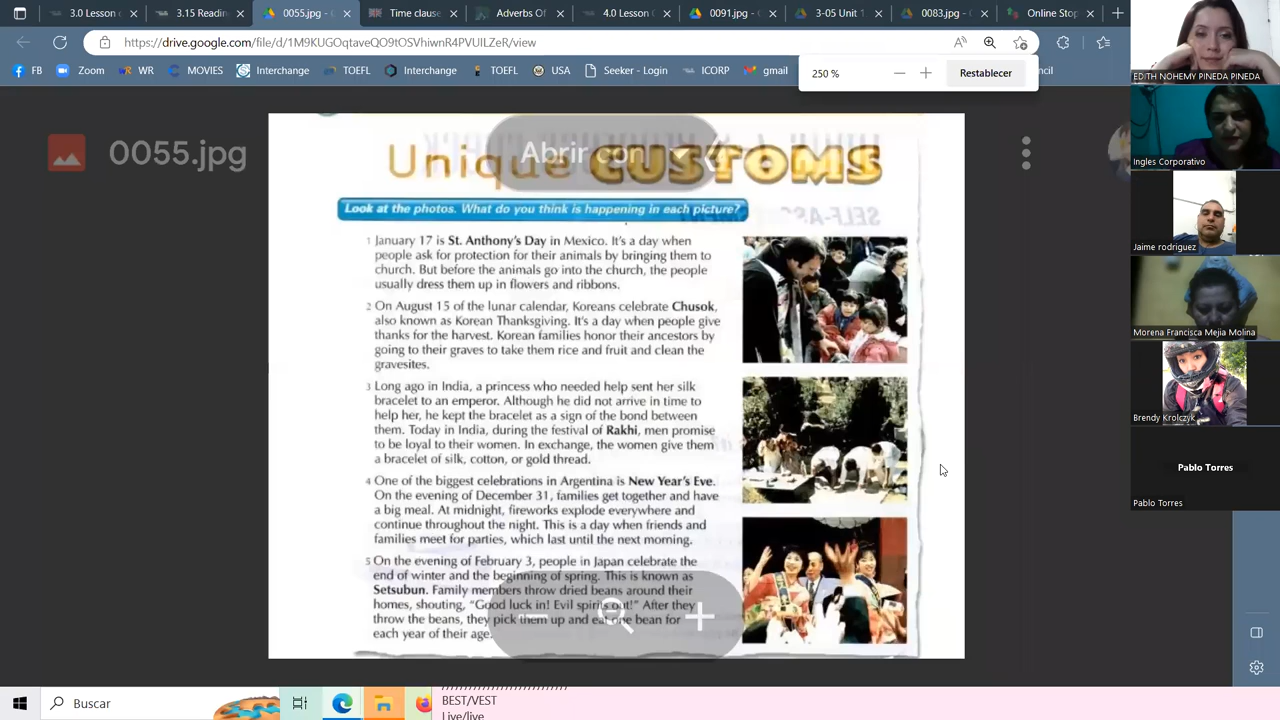 3.0 Lesson
3.15 Readin
0055.jpg -
Time clause
Adverbs Of
4.0 Lesson
0091.jpg -
3-05 Unit 1
0083.jpg -
Online Stop
https://drive.google.com/file/d/1M9KUGOqtaveQO9tOSVhiwnR4PVUILZeR/view
FB
Zoom
WR
MOVIES
Interchange
TOEFL
Interchange
TOEFL
USA
Seeker - Login
ICORP
gmail
250 %
Restablecer
0055.jpg
Abrir con
Unique CUSTOMS
Look at the photos. What do you think is happening in each picture?
1 January 17 is St. Anthony's Day in Mexico. It's a day when
people ask for protection for their animals by bringing them to
church. But before the animals go into the church, the people
usually dress them up in flowers and ribbons.
2 On August 15 of the lunar calendar, Koreans celebrate Chusok,
also known as Korean Thanksgiving. It's a day when people give
thanks for the harvest. Korean families honor their ancestors by
going to their graves to take them rice and fruit and clean the
gravesites.
3 Long ago in India, a princess who needed help sent her silk
bracelet to an emperor. Although he did not arrive in time to
help her, he kept the bracelet as a sign of the bond between
them. Today in India, during the festival of Rakhi, men promise
to be loyal to their women. In exchange, the women give them
a bracelet of silk, cotton, or gold thread.
4 One of the biggest celebrations in Argentina is New Year's Eve.
On the evening of December 31, families get together and have
a big meal. At midnight, fireworks explode everywhere and
continue throughout the night. This is a day when friends and
families meet for parties, which last until the next morning.
5 On the evening of February 3, people in Japan celebrate the
end of winter and the beginning of spring. This is known as
Setsubun. Family members throw dried beans around their
homes, shouting, "Good luck in! Evil spirits out!" After they
throw the beans, they pick them up and eat one bean for
each year of their age.
EDITH NOHEMY PINEDA PINEDA
Ingles Corporativo
Jaime rodriguez
Morena Francisca Mejia Molina
Brendy Krolczyk
Pablo Torres
Pablo Torres
Buscar
BEST/VEST
Live/live